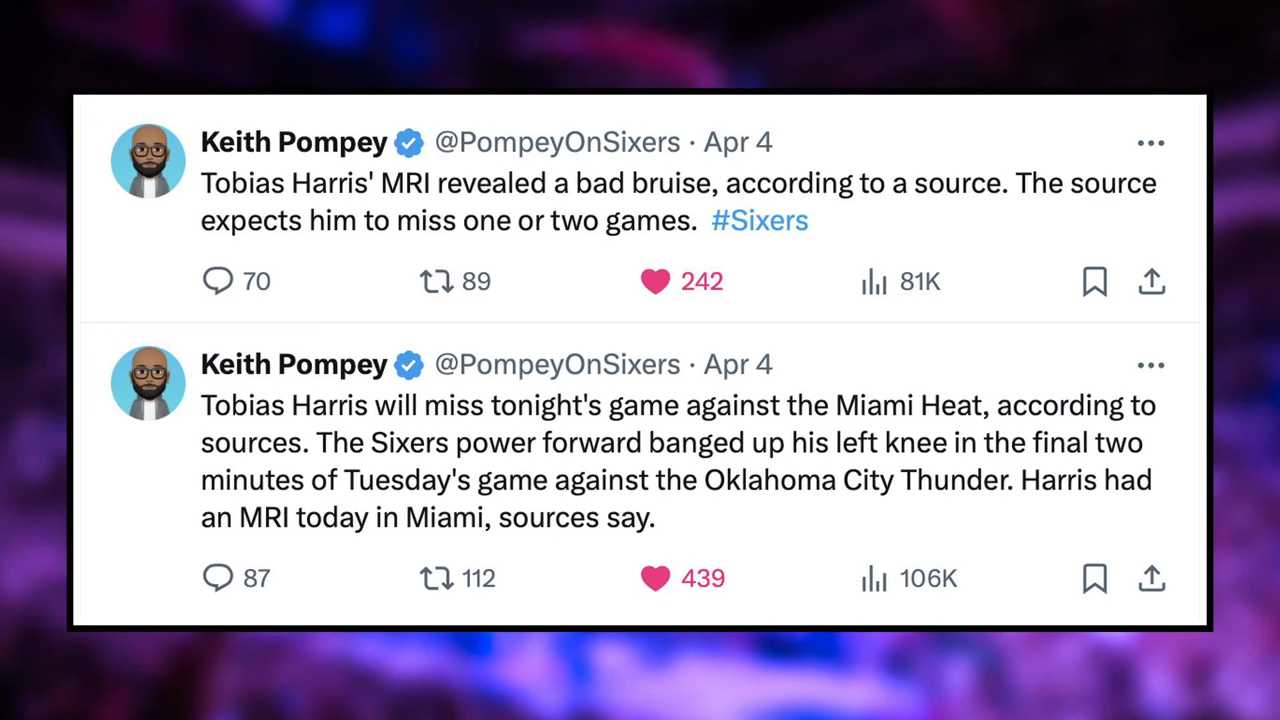 Keith Pompey @PompeyOnSixers · Apr 4
Tobias Harris' MRI revealed a bad bruise, according to a source. The source
expects him to miss one or two games. #Sixers
70 89 242 81K
Keith Pompey @PompeyOnSixers · Apr 4
Tobias Harris will miss tonight's game against the Miami Heat, according to
sources. The Sixers power forward banged up his left knee in the final two
minutes of Tuesday's game against the Oklahoma City Thunder. Harris had
an MRI today in Miami, sources say.
87 112 439 106K